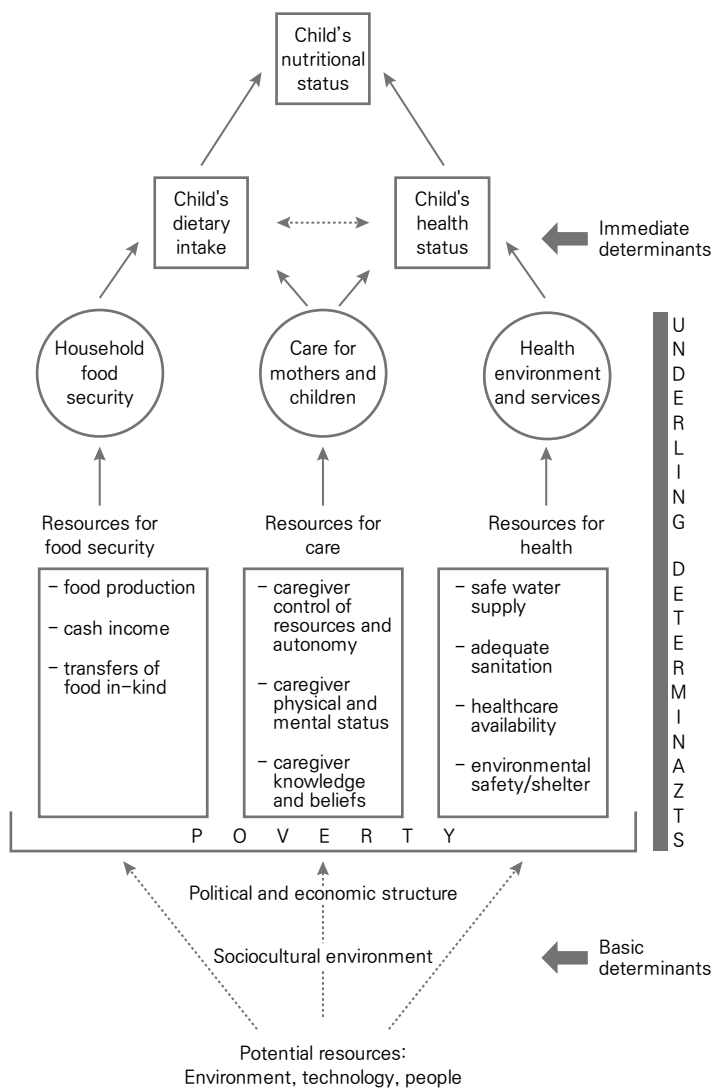 Child's
nutritional
status
Child's
dietary
intake
Child's
health
status
Immediate
determinants
Household
food
security
Care for
mothers and
children
Health
environment
and services
Resources for
food security
Resources for
care
Resources for
health
– food production
– cash income
– transfers of
food in–kind
– caregiver
control of
resources and
autonomy
– caregiver
physical and
mental status
– caregiver
knowledge
and beliefs
– safe water
supply
– adequate
sanitation
– healthcare
availability
– environmental
safety/shelter
UNDERLING DETERMINAZTS
P O V E R T Y
Political and economic structure
Sociocultural environment
Basic
determinants
Potential resources:
Environment, technology, people